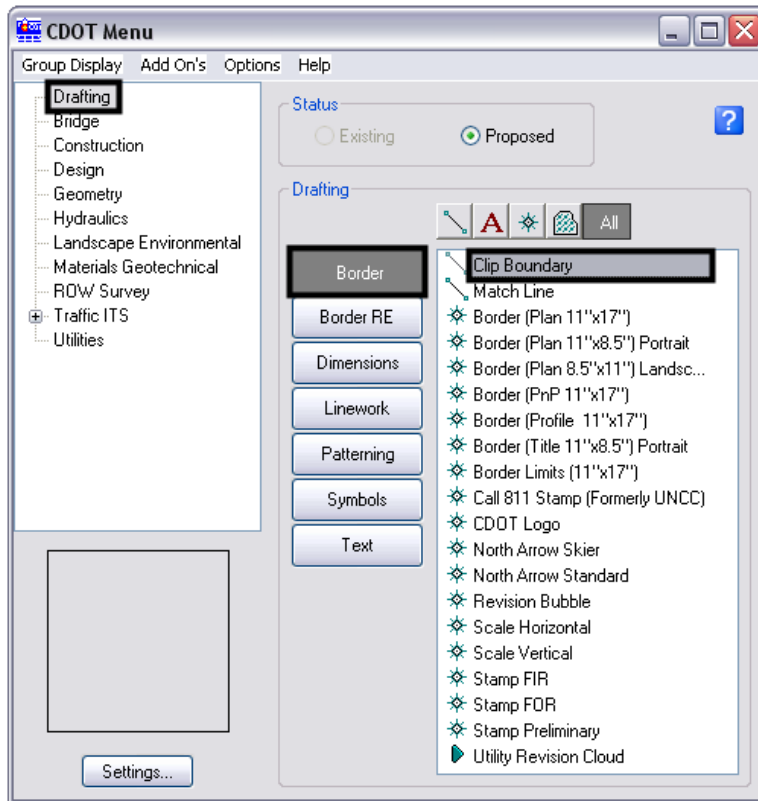 CDOT Menu
Group Display Add On's Options Help
Drafting
Bridge
Construction
Design
Geometry
Hydraulics
Landscape Environmental
Materials Geotechnical
ROW Survey
Traffic ITS
Utilities
Settings...
Status
Existing
Proposed
?
Drafting
A
All
Border
Border RE
Dimensions
Linework
Patterning
Symbols
Text
Clip Boundary
Match Line
Border (Plan 11"x17")
Border (Plan 11"x8.5") Portrait
Border (Plan 8.5"x11") Landsc...
Border (PnP 11"x17")
Border (Profile 11"x17")
Border (Title 11"x8.5") Portrait
Border Limits (11"x17")
Call 811 Stamp (Formerly UNCC)
CDOT Logo
North Arrow Skier
North Arrow Standard
Revision Bubble
Scale Horizontal
Scale Vertical
Stamp FIR
Stamp FOR
Stamp Preliminary
Utility Revision Cloud